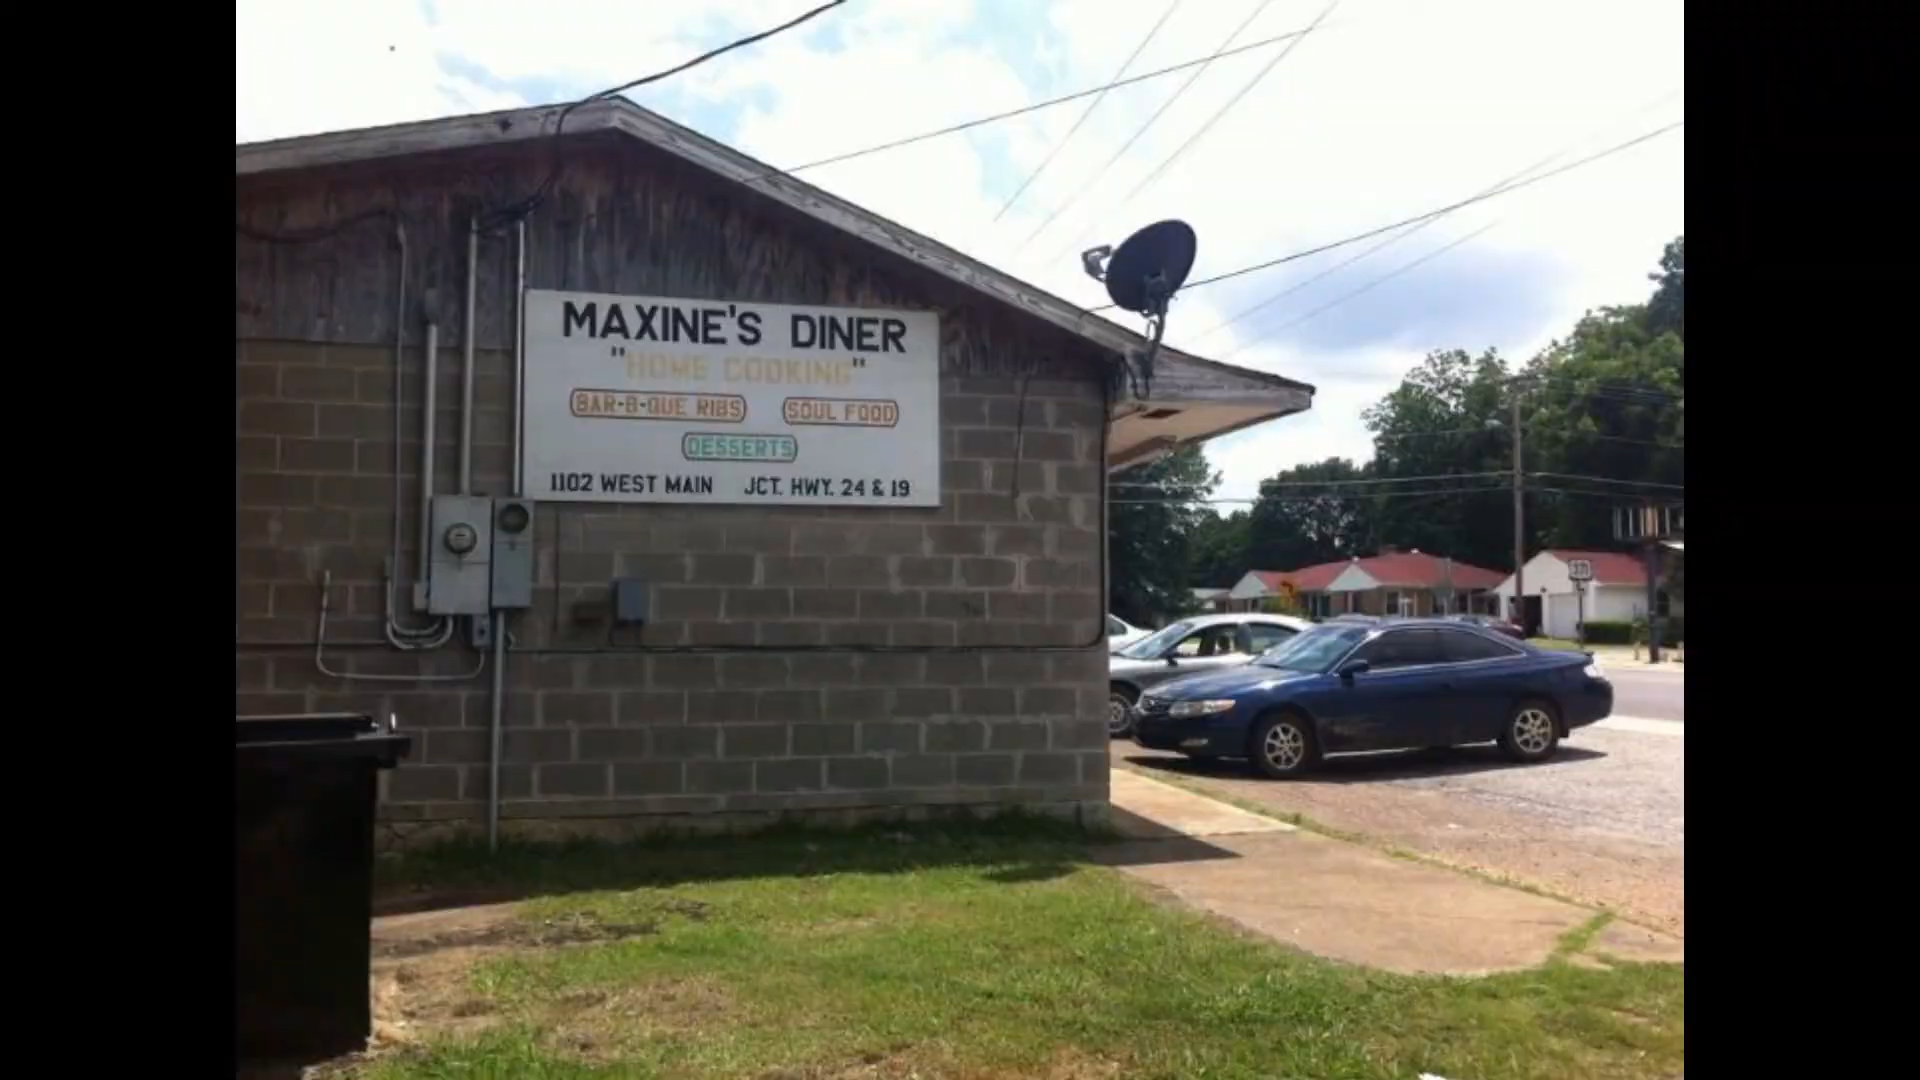 MAXINE'S DINER
"HOME COOKING"
BAR-B-QUE RIBS SOUL FOOD
DESSERTS
1102 WEST MAIN JCT. HWY. 24 & 19